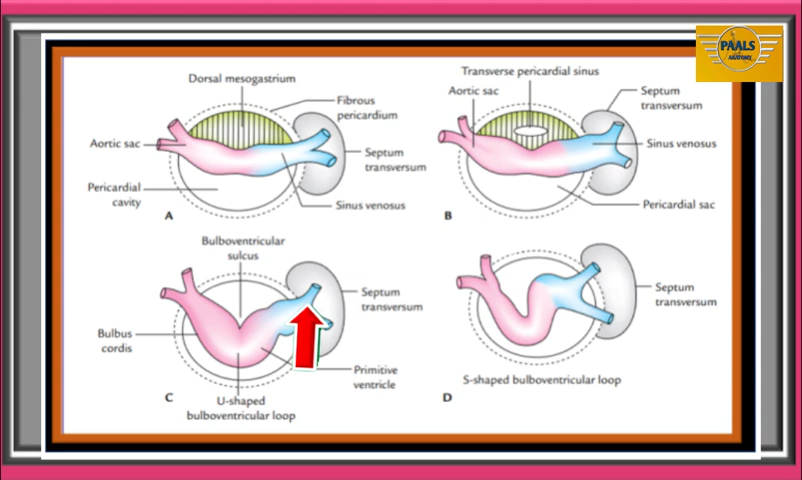 PAALS
ANATOMY
Dorsal mesogastrium
Fibrous
pericardium
Aortic sac
Septum
transversum
Pericardial
cavity
Sinus venosus
A
Transverse pericardial sinus
Aortic sac
Septum
transversum
Sinus venosus
Pericardial sac
B
Bulboventricular
sulcus
Septum
transversum
Bulbus
cordis
Primitive
ventricle
C
U-shaped
bulboventricular loop
Septum
transversum
S-shaped bulboventricular loop
D